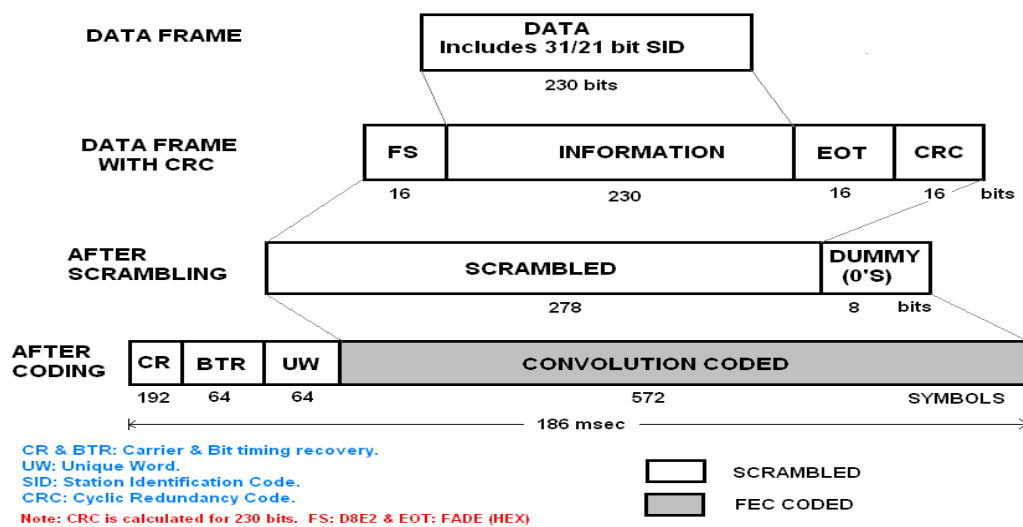 DATA FRAME
DATA
Includes 31/21 bit SID
230 bits
DATA FRAME
WITH CRC
FS
INFORMATION
EOT
CRC
16
230
16
16
bits
AFTER
SCRAMBLING
SCRAMBLED
DUMMY
(0'S)
278
8
bits
AFTER
CODING
CR
BTR
UW
CONVOLUTION CODED
192
64
64
572
SYMBOLS
186 msec
CR & BTR: Carrier & Bit timing recovery.
UW: Unique Word.
SID: Station Identification Code.
CRC: Cyclic Redundancy Code.
Note: CRC is calculated for 230 bits. FS: D8E2 & EOT: FADE (HEX)
SCRAMBLED
FEC CODED